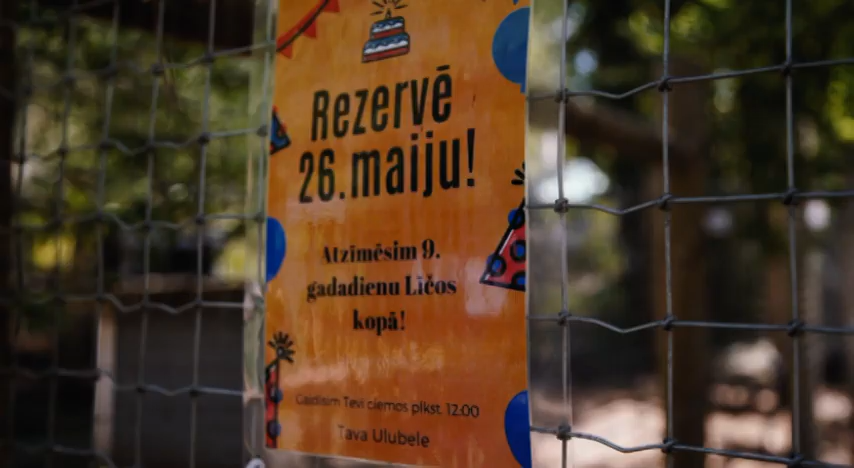 Rezervē
26.maiju!
Atzīmēsim 9.
gadadienu Līčos
kopā!
Gaidīsim Tevi ciemos plkst. 12:00
Tava Ulubele